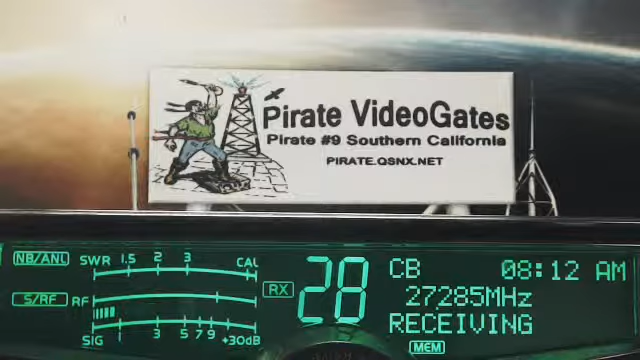 Pirate VideoGates
Pirate #9 Southern California
PIRATE.QSNX.NET
NB/ANL SWR 1.5 2 3 CAL
S/RF RF
SIG 1 3 5 7 9 +30dB
RX 28
CB 08:12 AM
27285MHz
RECEIVING
MEM